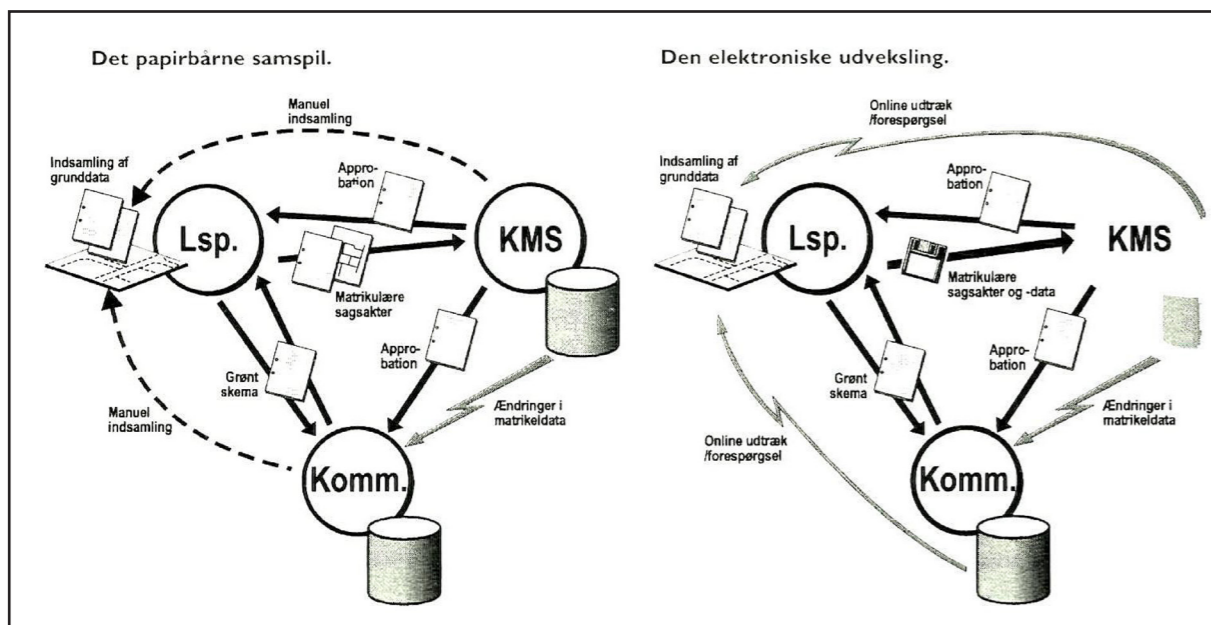 Det papirbårne samspil.
Manuel
indsamling
Indsamling af
grunddata
Appro-
bation
Lsp.
KMS
Matrikulære
sagsakter
Appro-
bation
Grønt
skema
Manuel
indsamling
Ændringer i
matrikeldata
Komm.
Den elektroniske udveksling.
Online udtræk
/forespørgsel
Indsamling af
grunddata
Appro-
bation
Lsp.
KMS
Matrikulære
sagsakter og -data
Appro-
bation
Grønt
skema
Ændringer i
matrikeldata
Online udtræk
/forespørgsel
Komm.